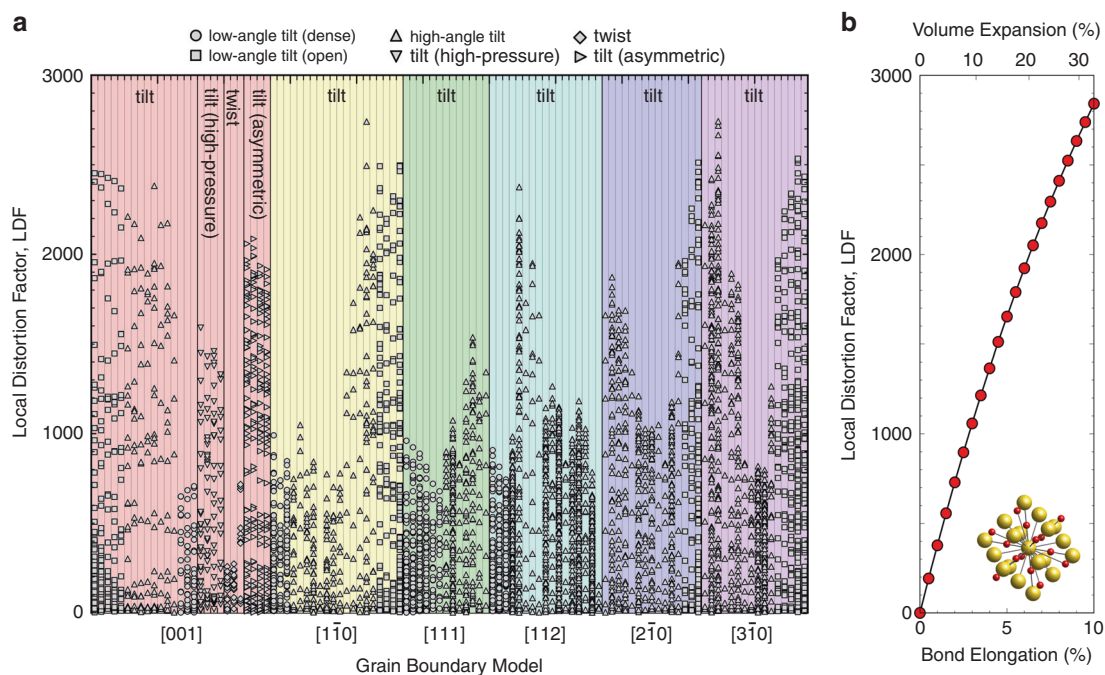 a
low-angle tilt (dense)
high-angle tilt
twist
low-angle tilt (open)
tilt (high-pressure)
tilt (asymmetric)
3000
2000
1000
0
Local Distortion Factor, LDF
tilt
tilt (high-pressure)
twist
tilt (asymmetric)
tilt
tilt
tilt
tilt
tilt
[001]
[11̅0]
[111]
[112]
[21̅0]
[31̅0]
Grain Boundary Model
b
Volume Expansion (%)
0 10 20 30
3000
2000
1000
0
Local Distortion Factor, LDF
0 5 10
Bond Elongation (%)